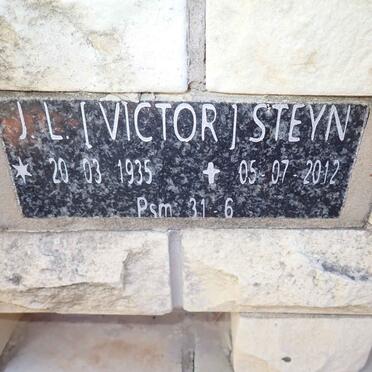 J. L. [ VICTOR ] STEYN
* 20 03 1935 ✝ 05-07-2012
Psm 31-6